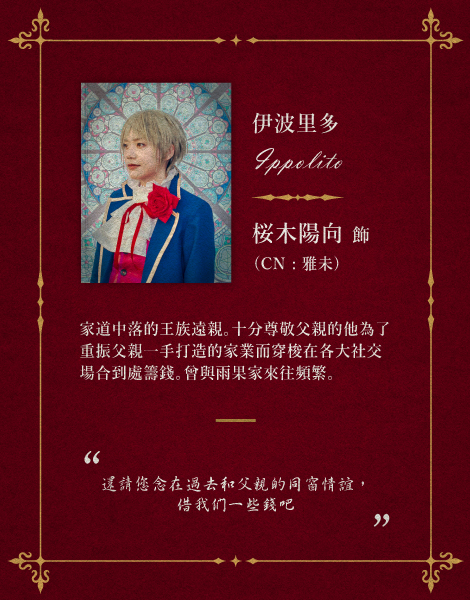 伊波里多
Ippolito
桜木陽向 飾
（CN：雅未）
家道中落的王族遠親。十分尊敬父親的他為了
重振父親一手打造的家業而穿梭在各大社交
場合到處籌錢。曾與雨果家來往頻繁。
“
還請您念在過去和父親的同窗情誼，
借我们一些錢吧
”